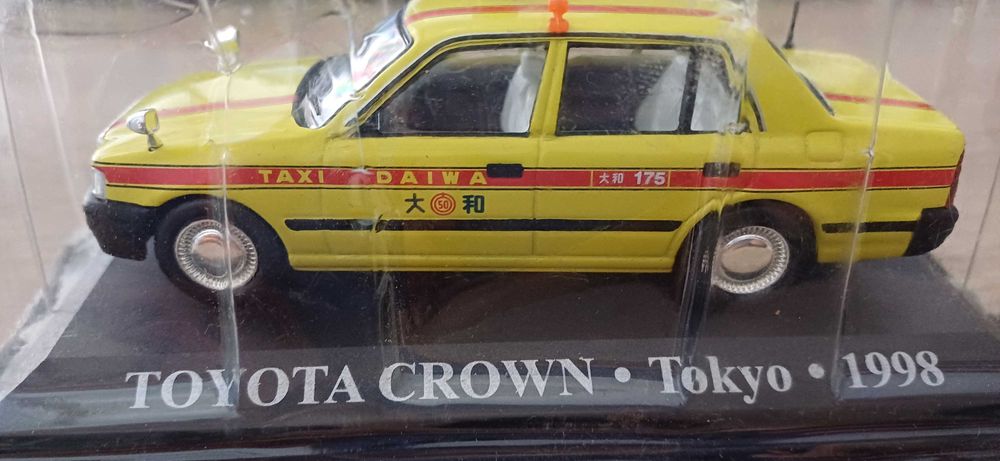 TAXI DAIWA
大和 175
大 50 和
TOYOTA CROWN • Tokyo • 1998